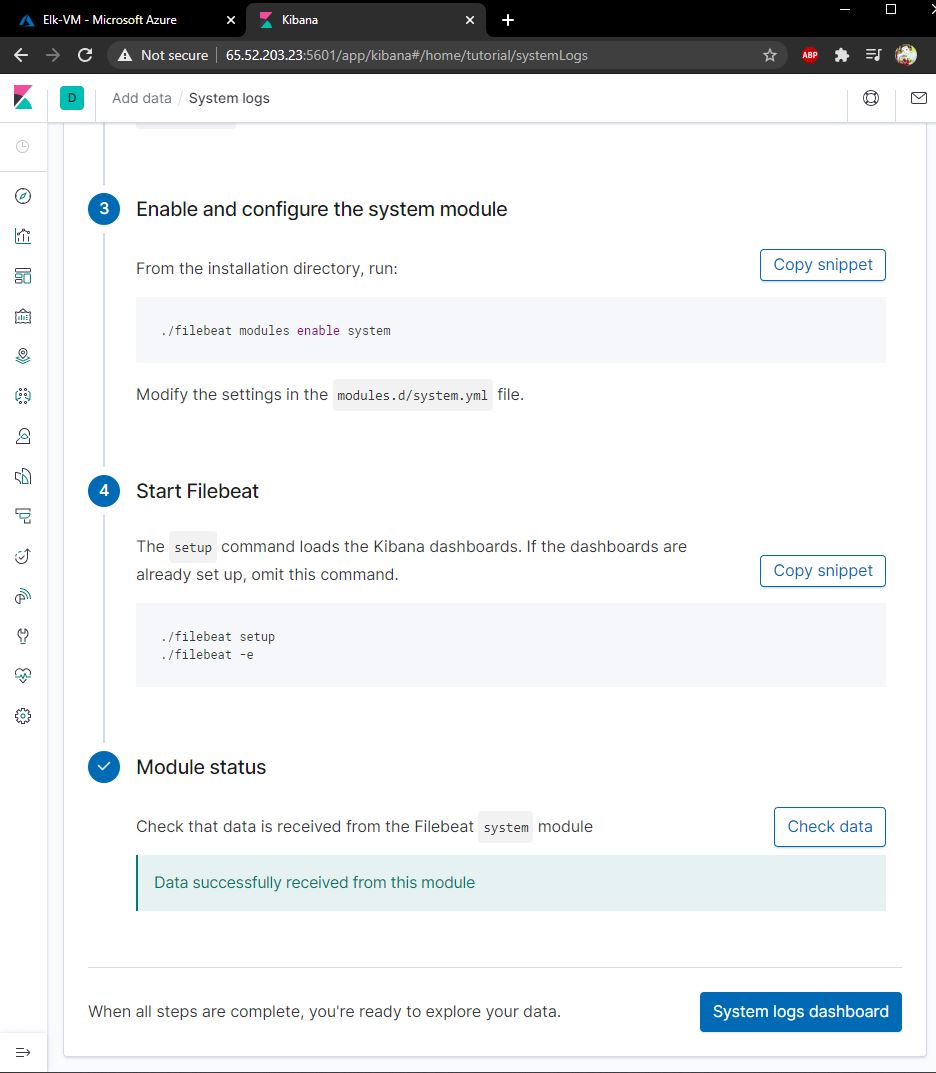 Elk-VM - Microsoft Azure
Kibana
Not secure
65.52.203.23:5601/app/kibana#/home/tutorial/systemLogs
ABP
D
Add data / System logs
3
Enable and configure the system module
From the installation directory, run:
Copy snippet
./filebeat modules enable system
Modify the settings in the modules.d/system.yml file.
4
Start Filebeat
The setup command loads the Kibana dashboards. If the dashboards are
already set up, omit this command.
Copy snippet
./filebeat setup
./filebeat -e
Module status
Check that data is received from the Filebeat system module
Check data
Data successfully received from this module
When all steps are complete, you're ready to explore your data.
System logs dashboard